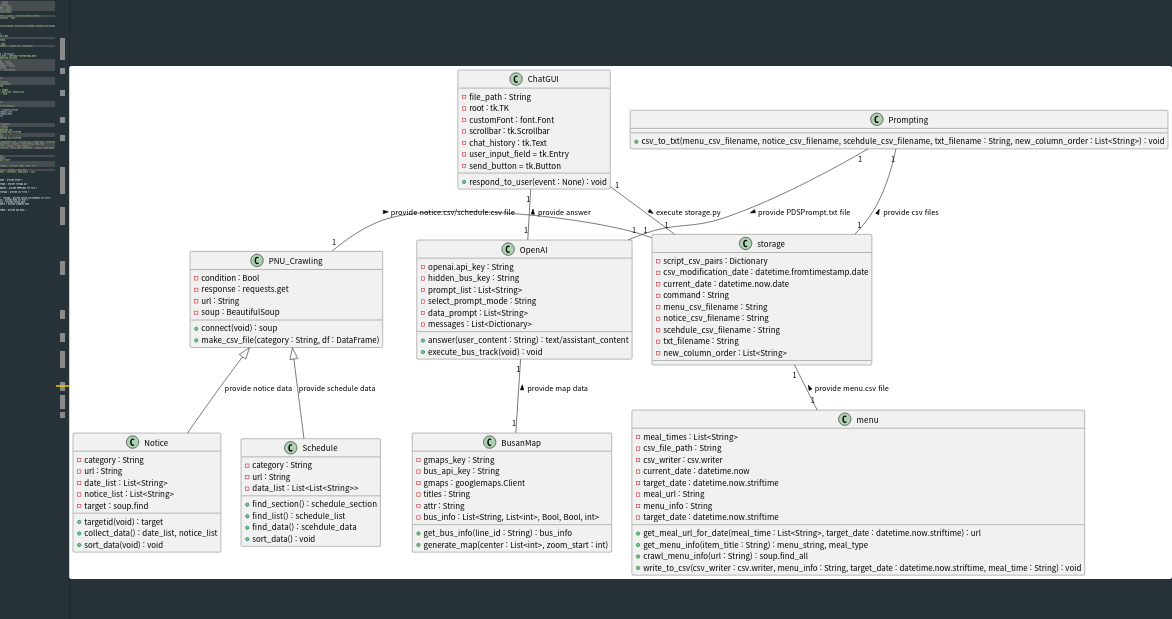 C ChatGUI
file_path : String
root : tk.TK
customFont : font.Font
scrollbar : tk.Scrollbar
chat_history : tk.Text
user_input_field = tk.Entry
send_button = tk.Button
respond_to_user(event : None) : void
C Prompting
csv_to_txt(menu_csv_filename, notice_csv_filename, scehdule_csv_filename, txt_filename : String, new_column_order : List<String>) : void
1
1
1
1
provide notice.csv/schedule.csv file
provide answer
execute storage.py
provide PDSPrompt.txt file
provide csv files
1
1
1
1
1
1
C PNU_Crawling
condition : Bool
response : requests.get
url : String
soup : BeautifulSoup
connect(void) : soup
make_csv_file(category : String, df : DataFrame)
C OpenAI
openai.api_key : String
hidden_bus_key : String
prompt_list : List<String>
select_prompt_mode : String
data_prompt : List<String>
messages : List<Dictionary>
answer(user_content : String) : text/assistant_content
execute_bus_track(void) : void
C storage
script_csv_pairs : Dictionary
csv_modification_date : datetime.fromtimestamp.date
current_date : datetime.now.date
command : String
menu_csv_filename : String
notice_csv_filename : String
scehdule_csv_filename : String
txt_filename : String
new_column_order : List<String>
provide notice data
provide schedule data
1
provide map data
1
1
provide menu.csv file
1
C Notice
category : String
url : String
date_list : List<String>
notice_list : List<String>
target : soup.find
targetid(void) : target
collect_data() : date_list, notice_list
sort_data(void) : void
C Schedule
category : String
url : String
data_list : List<List<String>>
find_section() : schedule_section
find_list() : schedule_list
find_data() : scehdule_data
sort_data() : void
C BusanMap
gmaps_key : String
bus_api_key : String
gmaps : googlemaps.Client
titles : String
attr : String
bus_info : List<String, List<int>, Bool, Bool, int>
get_bus_info(line_id : String) : bus_info
generate_map(center : List<int>, zoom_start : int)
C menu
meal_times : List<String>
csv_file_path : String
csv_writer : csv.writer
current_date : datetime.now
target_date : datetime.now.striftime
meal_url : String
menu_info : String
target_date : datetime.now.striftime
get_meal_url_for_date(meal_time : List<String>, target_date : datetime.now.striftime) : url
get_menu_info(item_title : String) : menu_string, meal_type
crawl_menu_info(url : String) : soup.find_all
write_to_csv(csv_writer : csv.writer, menu_info : String, target_date : datetime.now.striftime, meal_time : String) : void